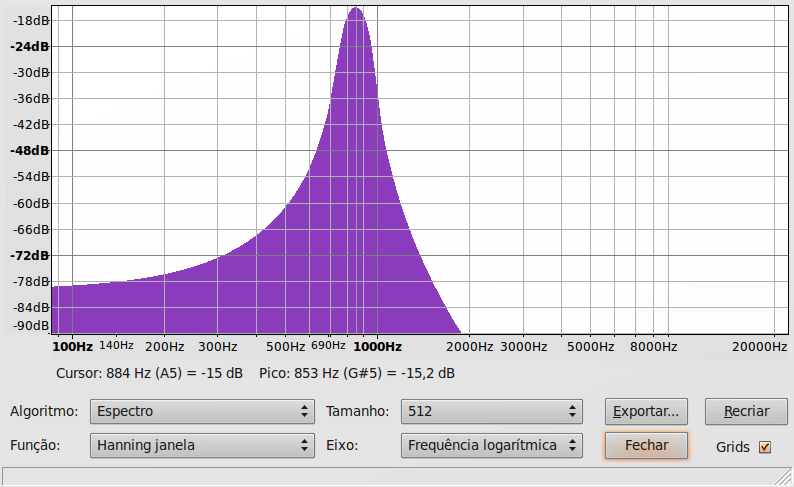 -18dB
-24dB
-30dB
-36dB
-42dB
-48dB
-54dB
-60dB
-66dB
-72dB
-78dB
-84dB
-90dB
100Hz 140Hz 200Hz 300Hz 500Hz 690Hz 1000Hz 2000Hz 3000Hz 5000Hz 8000Hz 20000Hz
Cursor: 884 Hz (A5) = -15 dB Pico: 853 Hz (G#5) = -15,2 dB
Algoritmo: Espectro Tamanho: 512 Exportar... Recriar
Função: Hanning janela Eixo: Frequência logarítmica Fechar Grids